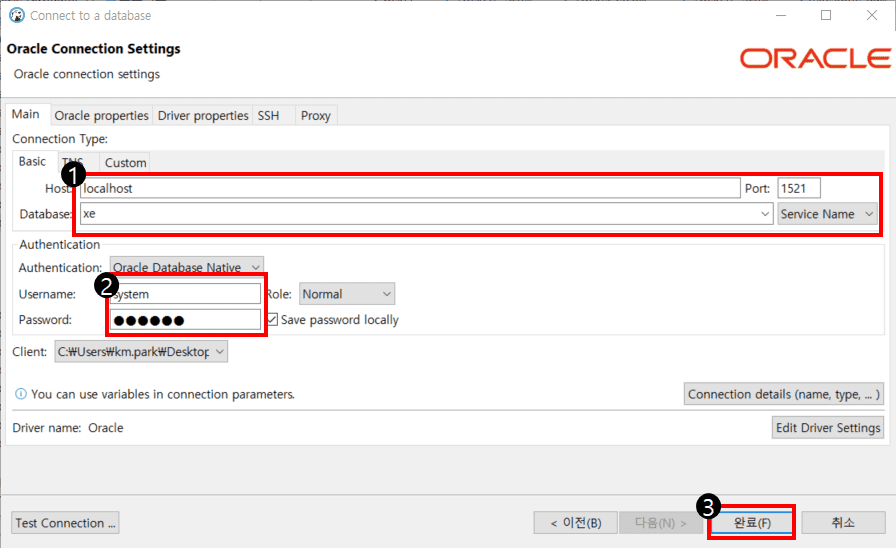 Connect to a database
Oracle Connection Settings
Oracle connection settings
ORACLE
Main Oracle properties Driver properties SSH Proxy
Connection Type:
Basic TNS Custom
1
Host: localhost Port: 1521
Database: xe Service Name
Authentication
Authentication: Oracle Database Native
2
Username: system Role: Normal
Password: ●●●●●● Save password locally
Client: C:₩Users₩km.park₩Desktop
You can use variables in connection parameters.
Connection details (name, type, ... )
Driver name: Oracle Edit Driver Settings
3
Test Connection ... < 이전(B) 다음(N) > 완료(F) 취소